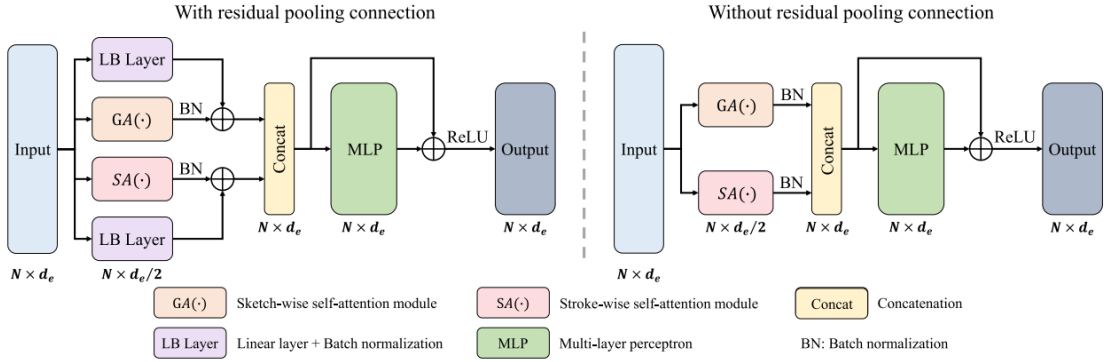 With residual pooling connection
Input
N × d_e
LB Layer
GA(·)
BN
SA(·)
BN
LB Layer
N × d_e/2
Concat
N × d_e
MLP
N × d_e
ReLU
Output
N × d_e
Without residual pooling connection
Input
N × d_e
GA(·)
BN
SA(·)
BN
N × d_e/2
Concat
N × d_e
MLP
N × d_e
ReLU
Output
N × d_e
GA(·) Sketch-wise self-attention module
SA(·) Stroke-wise self-attention module
Concat Concatenation
LB Layer Linear layer + Batch normalization
MLP Multi-layer perceptron
BN: Batch normalization